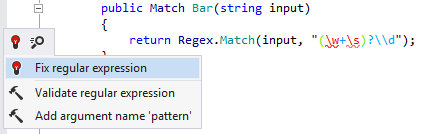 public Match Bar(string input)
{
return Regex.Match(input, "(\w+\s)?\\d");
}
Fix regular expression
Validate regular expression
Add argument name 'pattern'